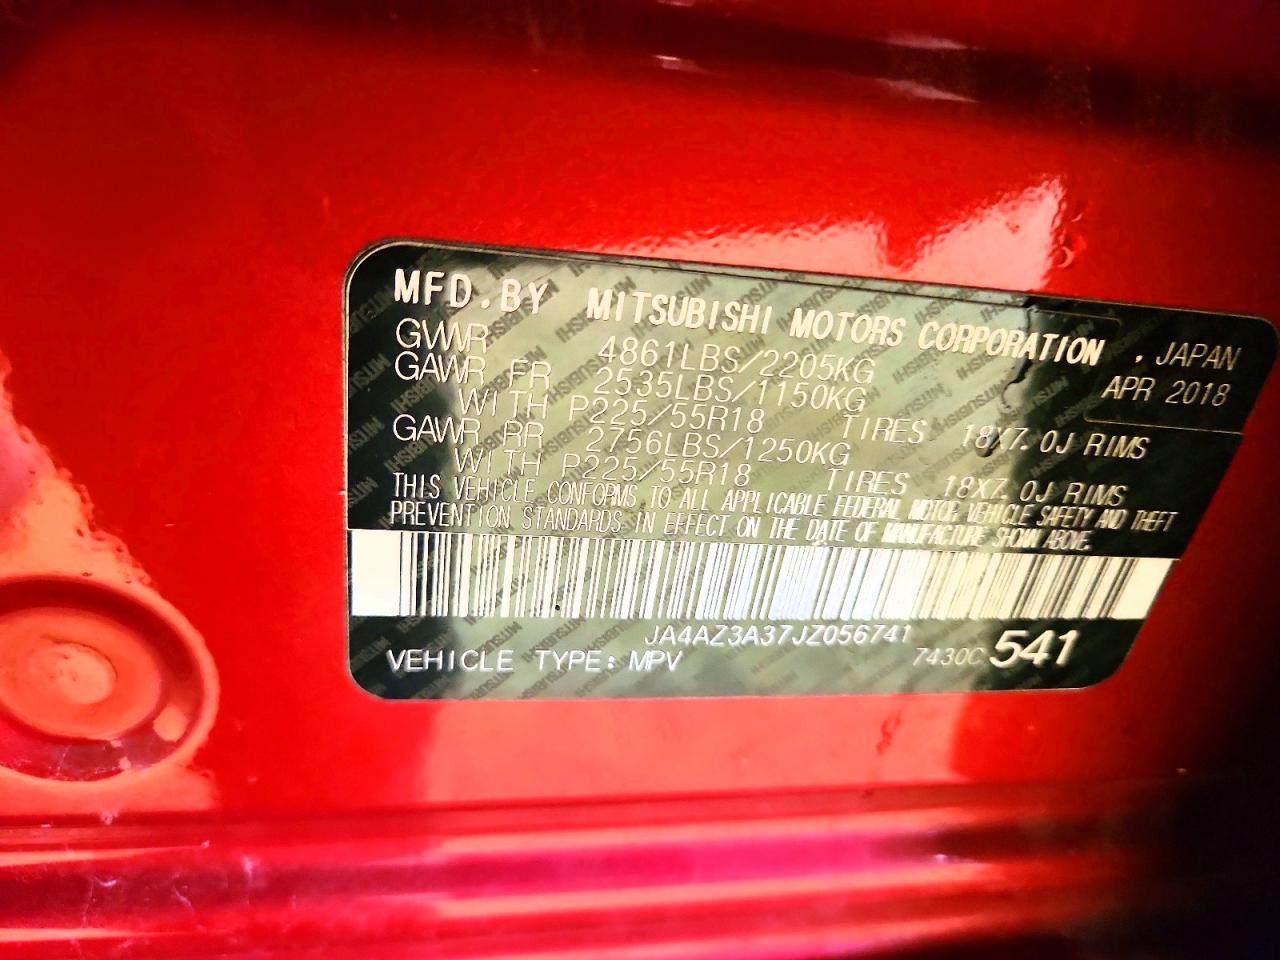 MFD.BY MITSUBISHI MOTORS CORPORATION . JAPAN
GVWR 4861LBS/2205KG APR 2018
GAWR FR 2535LBS/1150KG
WITH P225/55R18 TIRES 18X7.0J RIMS
GAWR RR 2756LBS/1250KG
WITH P225/55R18 TIRES 18X7.0J RIMS
THIS VEHICLE CONFORMS TO ALL APPLICABLE FEDERAL MOTOR VEHICLE SAFETY AND THEFT
PREVENTION STANDARDS IN EFFECT ON THE DATE OF MANUFACTURE SHOWN ABOVE.
JA4AZ3A37JZ056741
VEHICLE TYPE: MPV 7430C 541